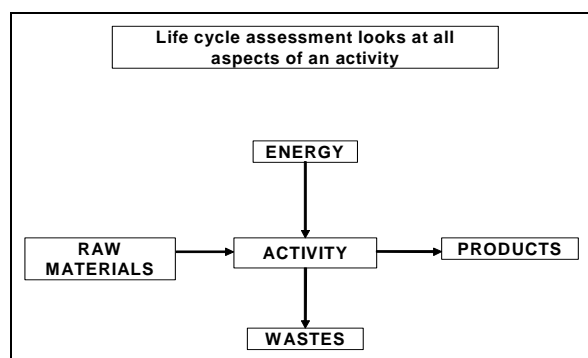 Life cycle assessment looks at all
aspects of an activity
ENERGY
RAW
MATERIALS
ACTIVITY
PRODUCTS
WASTES